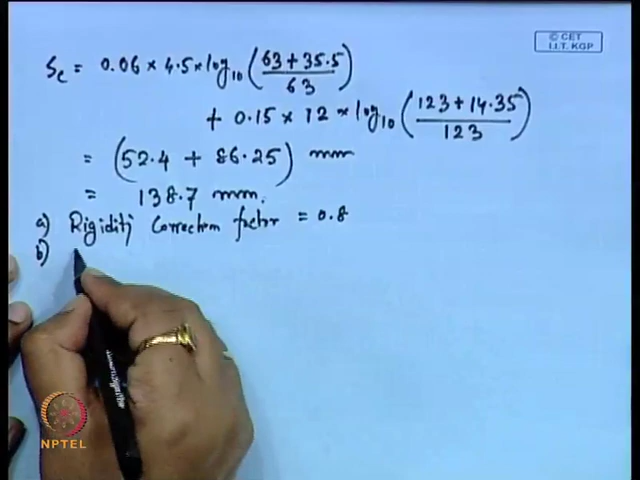 © CET
I.I.T. KGP
Sc = 0.06 × 4.5 × log10 ((63 + 35.5)/63)
+ 0.15 × 12 × log10 ((123 + 14.35)/123)
= (52.4 + 86.25) mm
= 138.7 mm.
a) Rigidity Correction factor = 0.8
b)
NPTEL